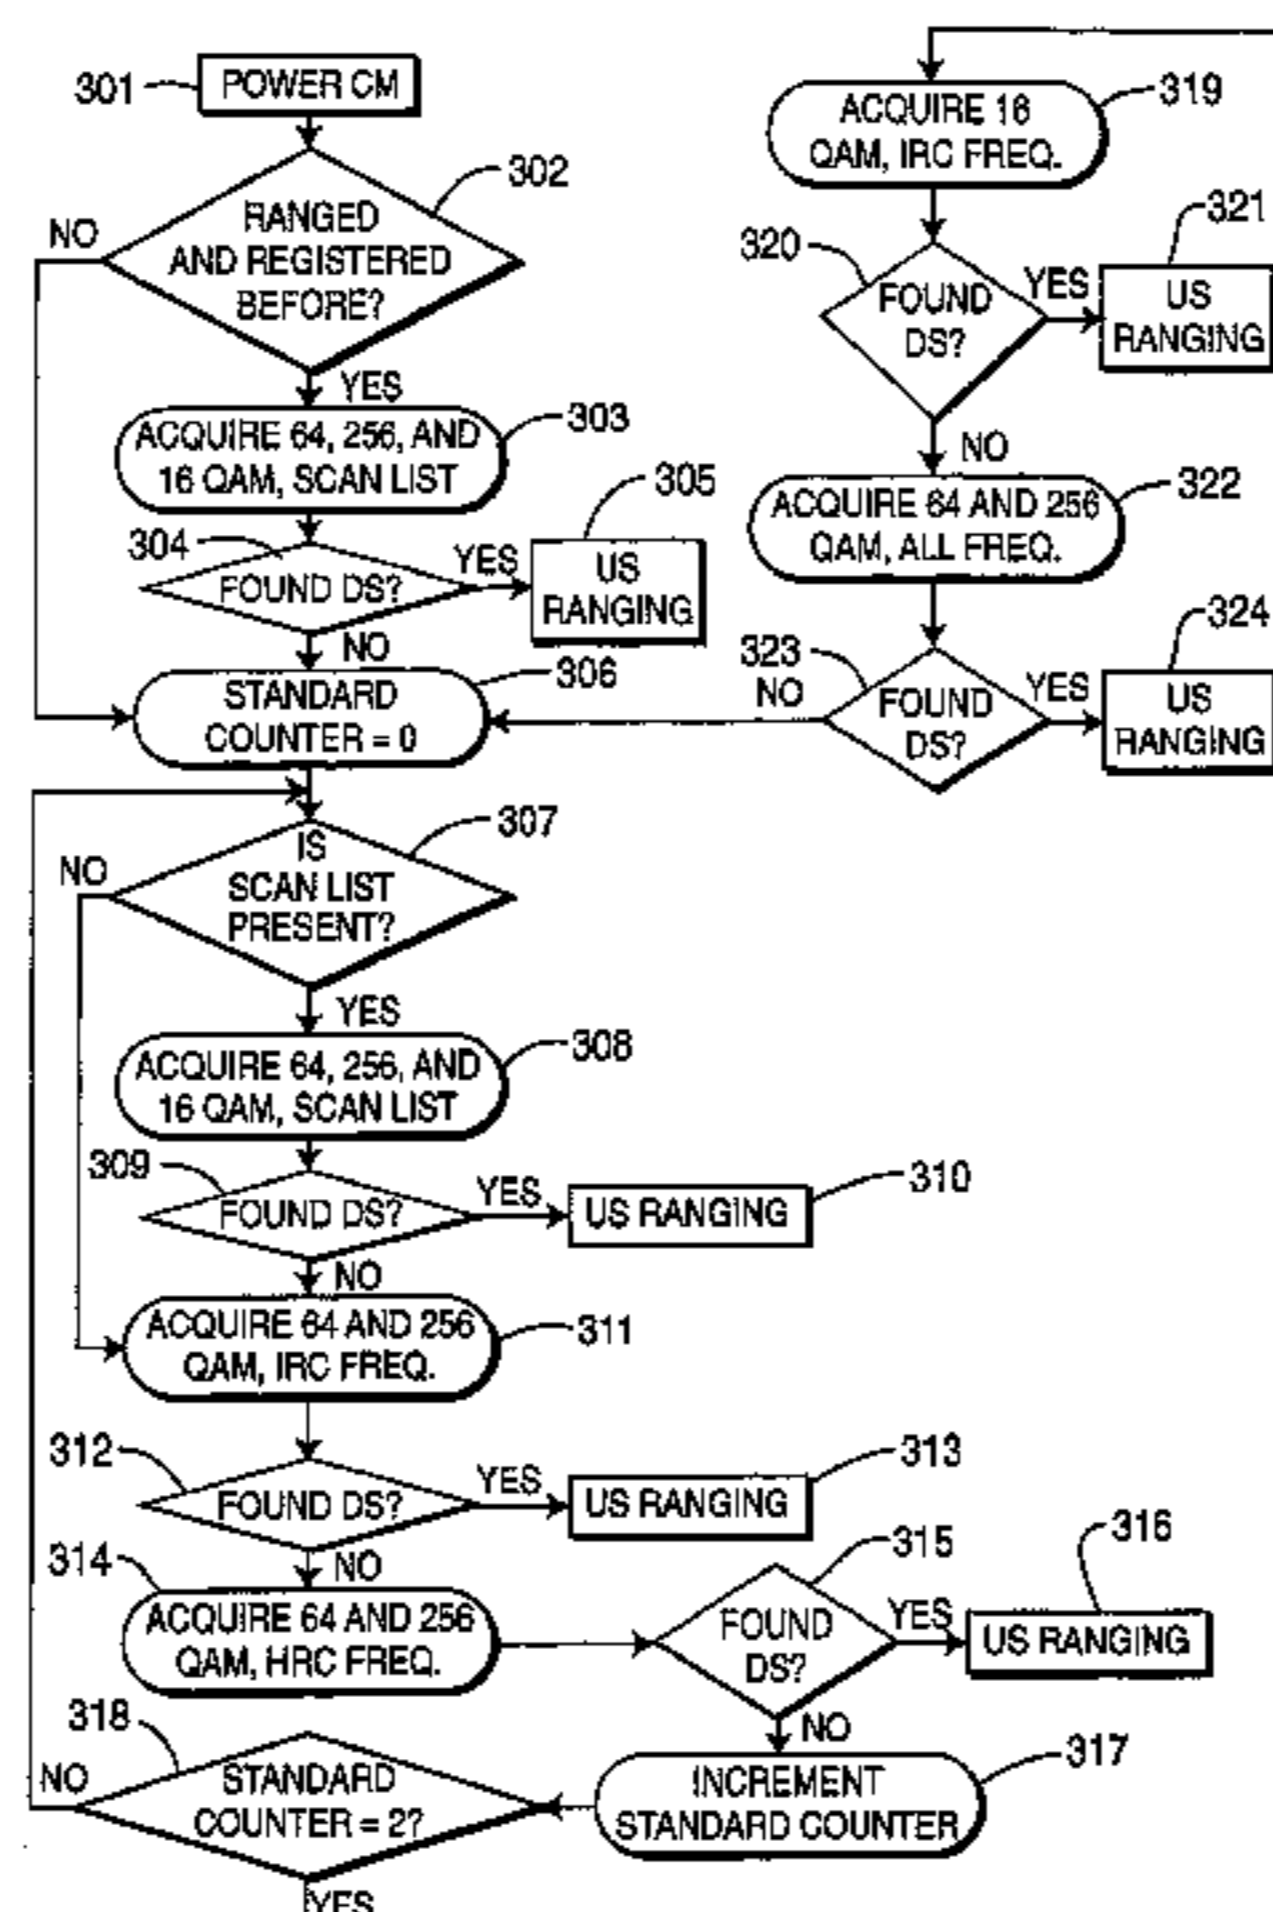 301
POWER CM
302
NO
RANGED
AND REGISTERED
BEFORE?
YES
303
ACQUIRE 64, 256, AND
16 QAM, SCAN LIST
304
FOUND DS?
YES
305
US
RANGING
NO
306
STANDARD
COUNTER = 0
307
NO
IS
SCAN LIST
PRESENT?
YES
308
ACQUIRE 64, 256, AND
16 QAM, SCAN LIST
309
FOUND DS?
YES
310
US RANGING
NO
311
ACQUIRE 64 AND 256
QAM, IRC FREQ.
312
FOUND DS?
YES
313
US RANGING
NO
314
ACQUIRE 64 AND 256
QAM, HRC FREQ.
315
FOUND
DS?
YES
316
US RANGING
NO
317
INCREMENT
STANDARD COUNTER
318
NO
STANDARD
COUNTER = 2?
YES
319
ACQUIRE 16
QAM, IRC FREQ.
320
FOUND
DS?
YES
321
US
RANGING
NO
322
ACQUIRE 64 AND 256
QAM, ALL FREQ.
323
NO
FOUND
DS?
YES
324
US
RANGING